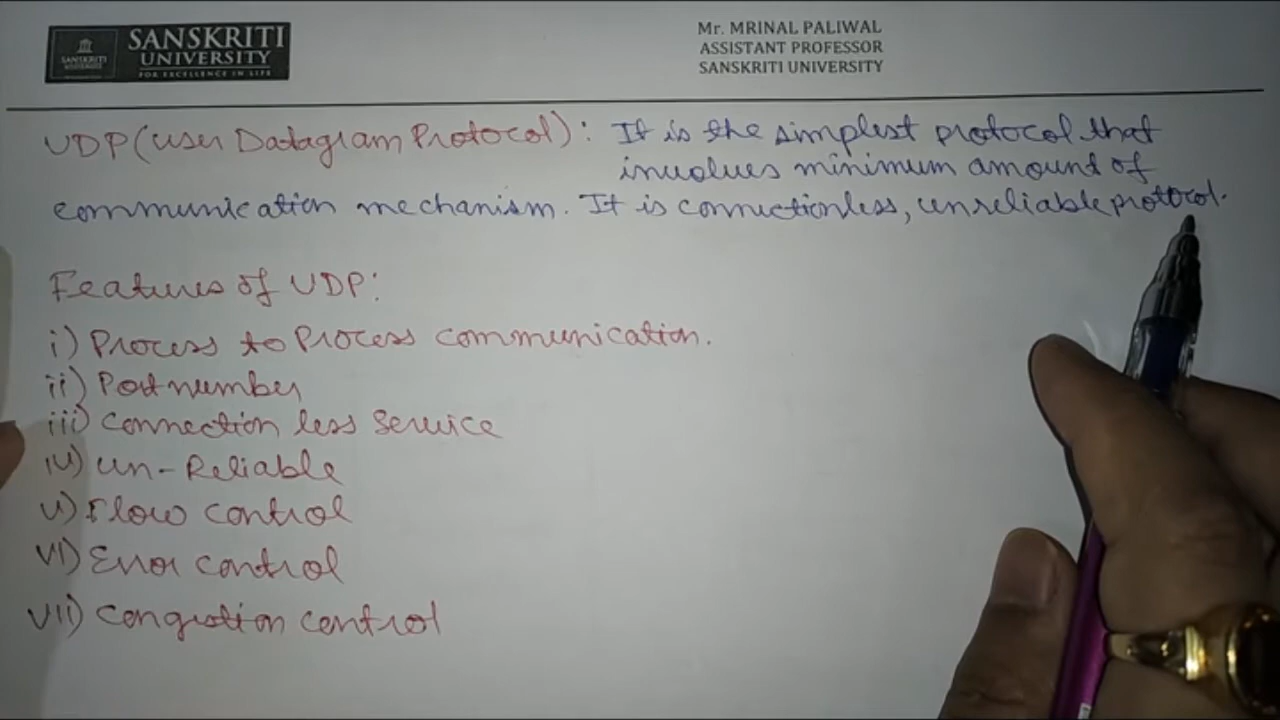 SANSKRITI
UNIVERSITY
FOR EXCELLENCE IN LIFE
SANSKRITI
Mr. MRINAL PALIWAL
ASSISTANT PROFESSOR
SANSKRITI UNIVERSITY
UDP (User Datagram Protocol): It is the simplest protocol that
involves minimum amount of
communication mechanism. It is connectionless, unreliable protocol.
Features of UDP:
i) Process to Process communication.
ii) Port number
iii) Connection less Service
iv) Un-Reliable
v) Flow control
vi) Error control
vii) Congestion control